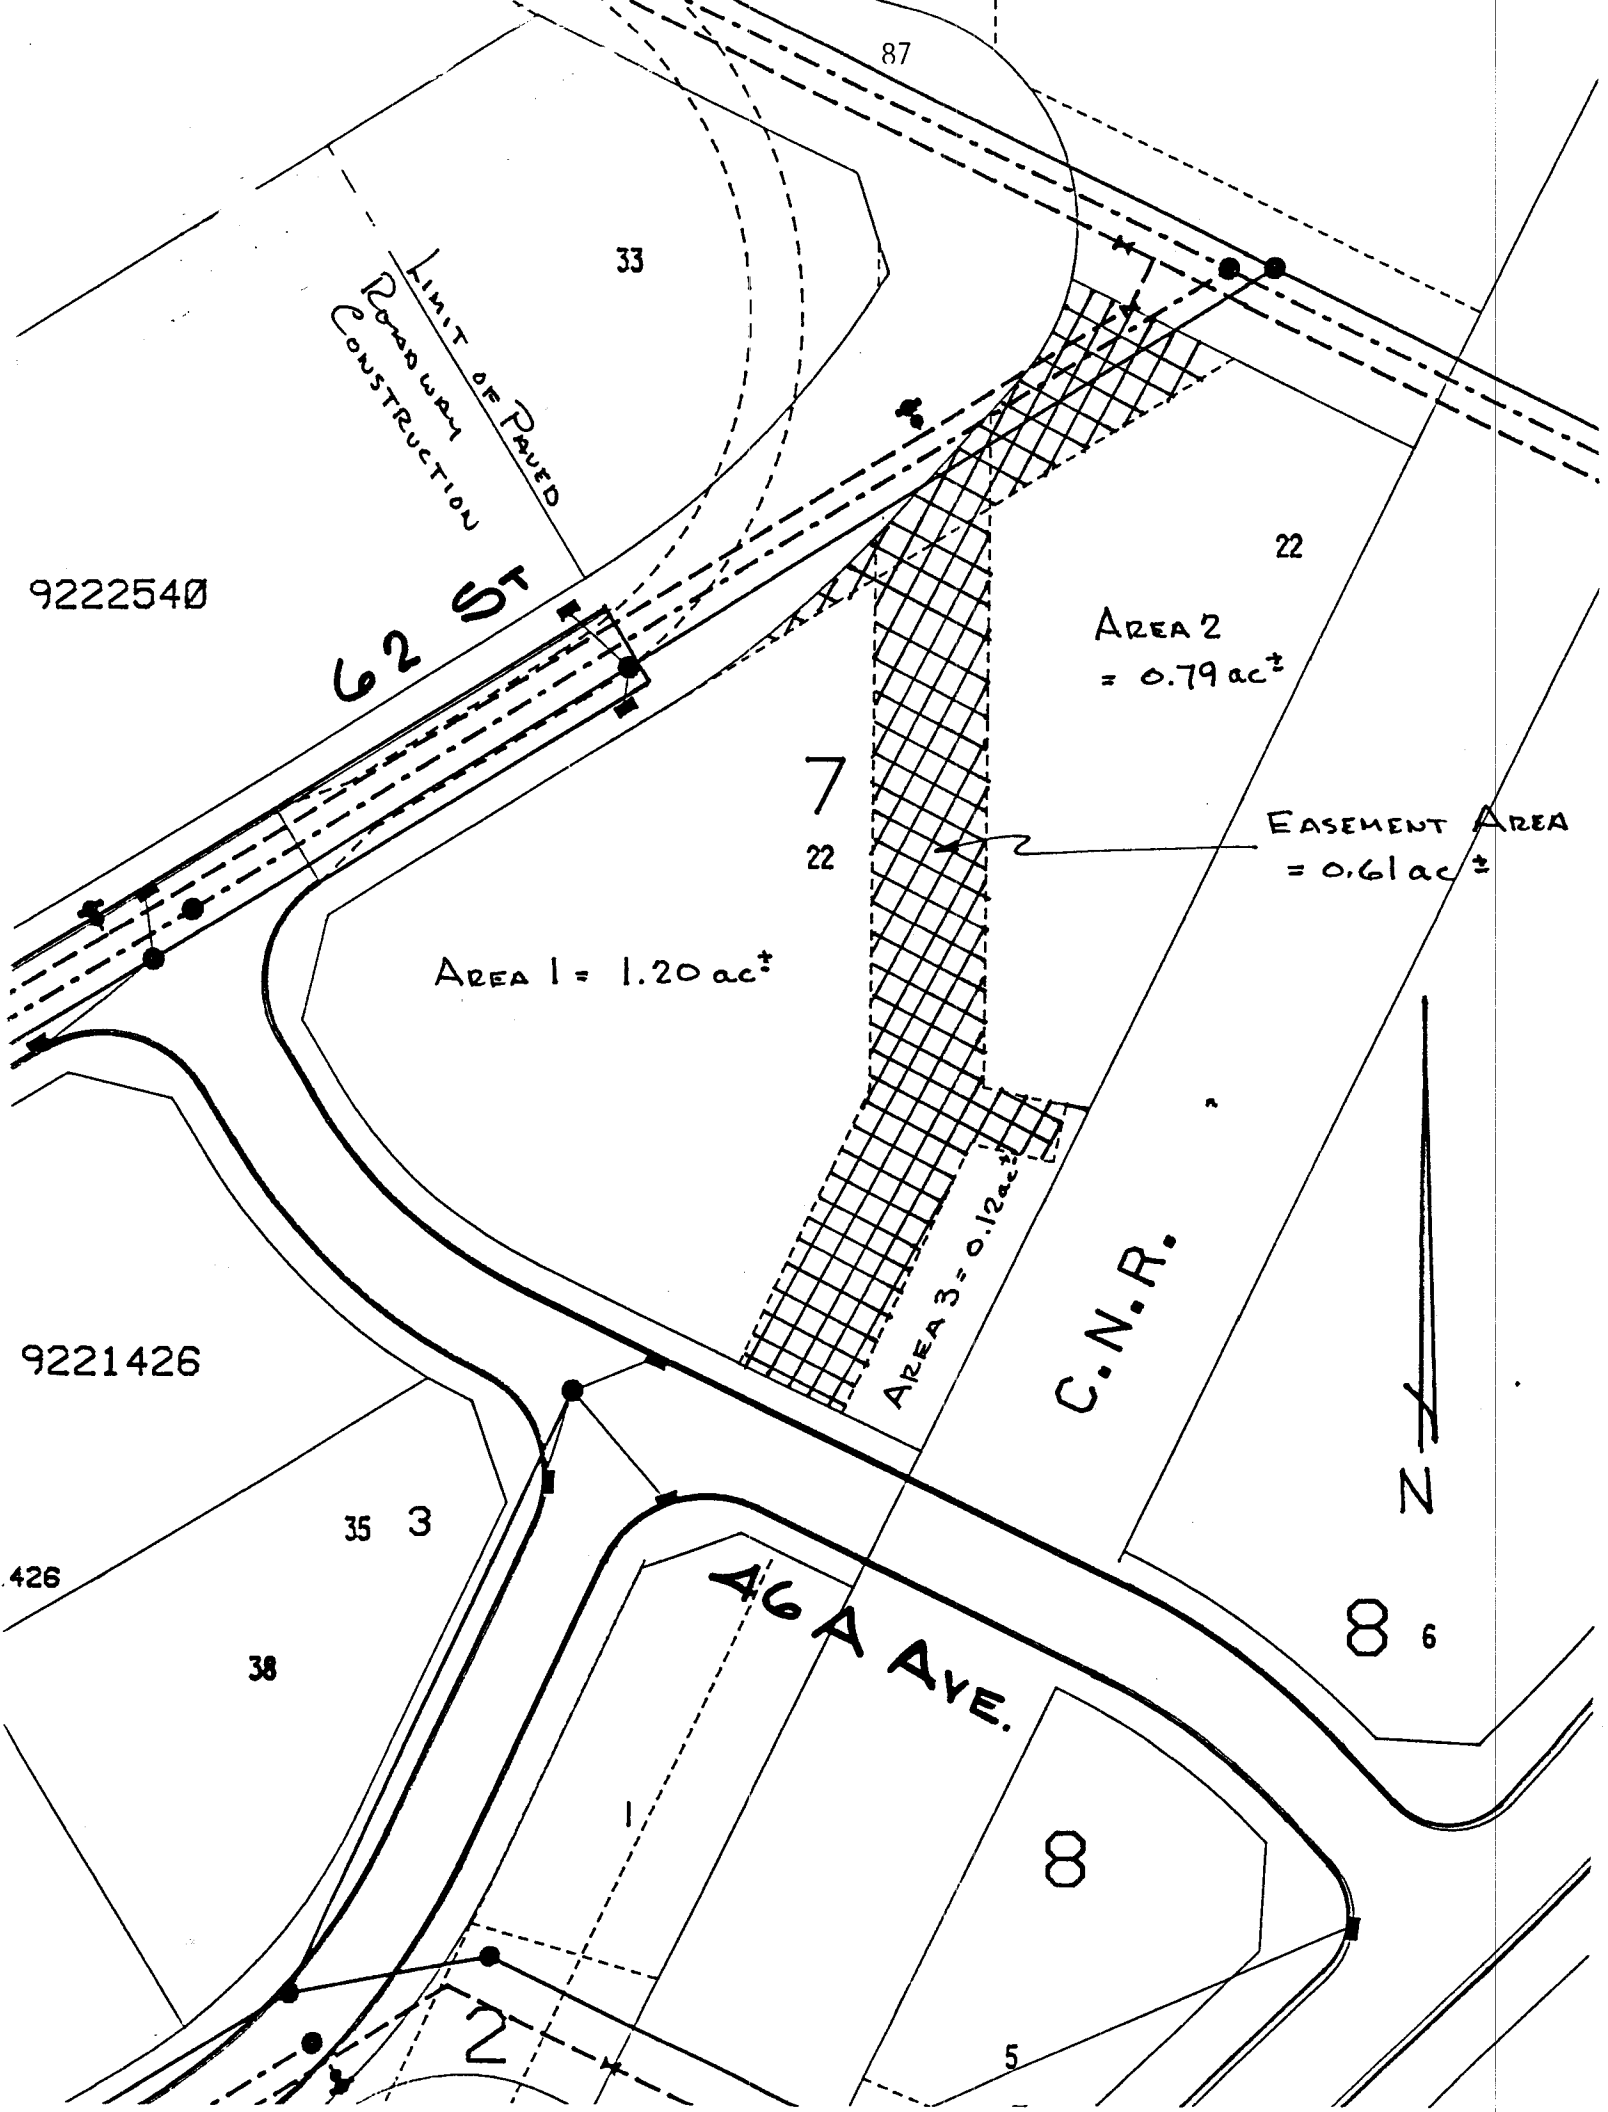 87
33
LIMIT OF PAVED
ROADWAY
CONSTRUCTION
22
9222540
62 ST
AREA 2
= 0.79 ac±
7
22
EASEMENT AREA
= 0.61 ac±
AREA 1 = 1.20 ac±
AREA 3 = 0.12ac±
C.N.R.
9221426
N
35 3
426
46 A AVE.
8 6
38
1
8
2
5